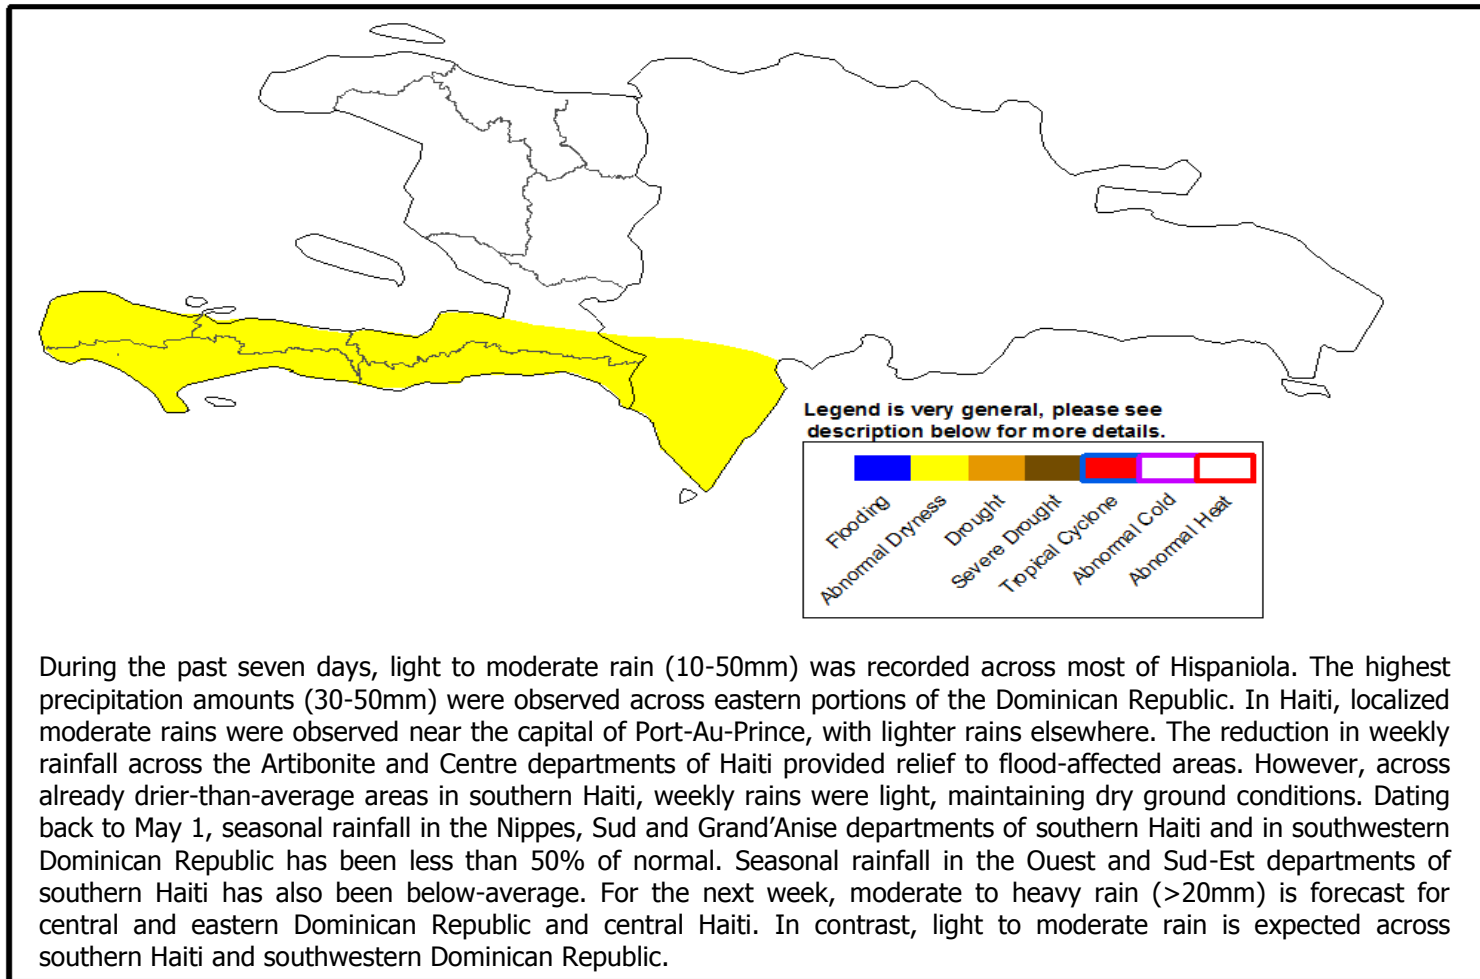 Legend is very general, please see
description below for more details.
Flooding
Abnormal Dryness
Drought
Severe Drought
Tropical Cyclone
Abnormal Cold
Abnormal Heat
During the past seven days, light to moderate rain (10-50mm) was recorded across most of Hispaniola. The highest
precipitation amounts (30-50mm) were observed across eastern portions of the Dominican Republic. In Haiti, localized
moderate rains were observed near the capital of Port-Au-Prince, with lighter rains elsewhere. The reduction in weekly
rainfall across the Artibonite and Centre departments of Haiti provided relief to flood-affected areas. However, across
already drier-than-average areas in southern Haiti, weekly rains were light, maintaining dry ground conditions. Dating
back to May 1, seasonal rainfall in the Nippes, Sud and Grand’Anise departments of southern Haiti and in southwestern
Dominican Republic has been less than 50% of normal. Seasonal rainfall in the Ouest and Sud-Est departments of
southern Haiti has also been below-average. For the next week, moderate to heavy rain (>20mm) is forecast for
central and eastern Dominican Republic and central Haiti. In contrast, light to moderate rain is expected across
southern Haiti and southwestern Dominican Republic.